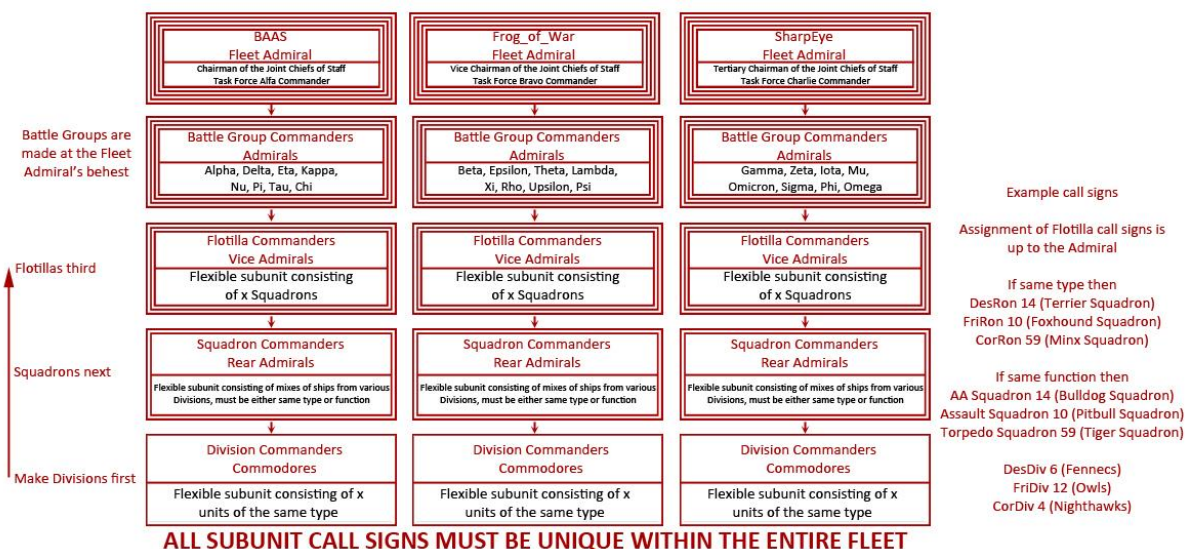 BAAS
Fleet Admiral
Chairman of the Joint Chiefs of Staff
Task Force Alfa Commander
Frog_of_War
Fleet Admiral
Vice Chairman of the Joint Chiefs of Staff
Task Force Bravo Commander
SharpEye
Fleet Admiral
Tertiary Chairman of the Joint Chiefs of Staff
Task Force Charlie Commander
Battle Groups are
made at the Fleet
Admiral's behest
Battle Group Commanders
Admirals
Alpha, Delta, Eta, Kappa,
Nu, Pi, Tau, Chi
Battle Group Commanders
Admirals
Beta, Epsilon, Theta, Lambda,
Xi, Rho, Upsilon, Psi
Battle Group Commanders
Admirals
Gamma, Zeta, Iota, Mu,
Omicron, Sigma, Phi, Omega
Flotillas third
Flotilla Commanders
Vice Admirals
Flexible subunit consisting
of x Squadrons
Flotilla Commanders
Vice Admirals
Flexible subunit consisting
of x Squadrons
Flotilla Commanders
Vice Admirals
Flexible subunit consisting
of x Squadrons
Squadrons next
Squadron Commanders
Rear Admirals
Flexible subunit consisting of mixes of ships from various
Divisions, must be either same type or function
Squadron Commanders
Rear Admirals
Flexible subunit consisting of mixes of ships from various
Divisions, must be either same type or function
Squadron Commanders
Rear Admirals
Flexible subunit consisting of mixes of ships from various
Divisions, must be either same type or function
Make Divisions first
Division Commanders
Commodores
Flexible subunit consisting of x
units of the same type
Division Commanders
Commodores
Flexible subunit consisting of x
units of the same type
Division Commanders
Commodores
Flexible subunit consisting of x
units of the same type
Example call signs
Assignment of Flotilla call signs is
up to the Admiral
If same type then
DesRon 14 (Terrier Squadron)
FriRon 10 (Foxhound Squadron)
CorRon 59 (Minx Squadron)
If same function then
AA Squadron 14 (Bulldog Squadron)
Assault Squadron 10 (Pitbull Squadron)
Torpedo Squadron 59 (Tiger Squadron)
DesDiv 6 (Fennecs)
FriDiv 12 (Owls)
CorDiv 4 (Nighthawks)
ALL SUBUNIT CALL SIGNS MUST BE UNIQUE WITHIN THE ENTIRE FLEET